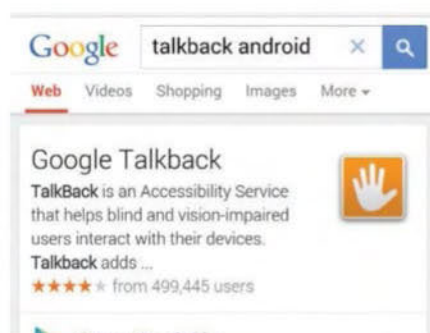 Google talkback android
Web Videos Shopping Images More
Google Talkback
TalkBack is an Accessibility Service
that helps blind and vision-impaired
users interact with their devices.
Talkback adds ...
from 499,445 users